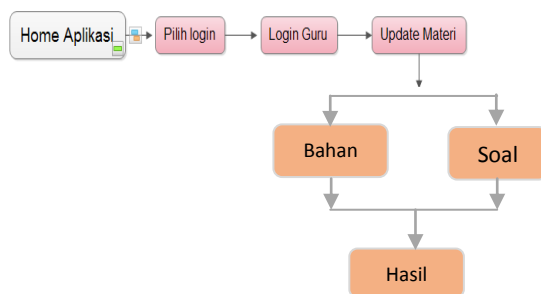 Home Aplikasi
Pilih login
Login Guru
Update Materi
Bahan
Soal
Hasil